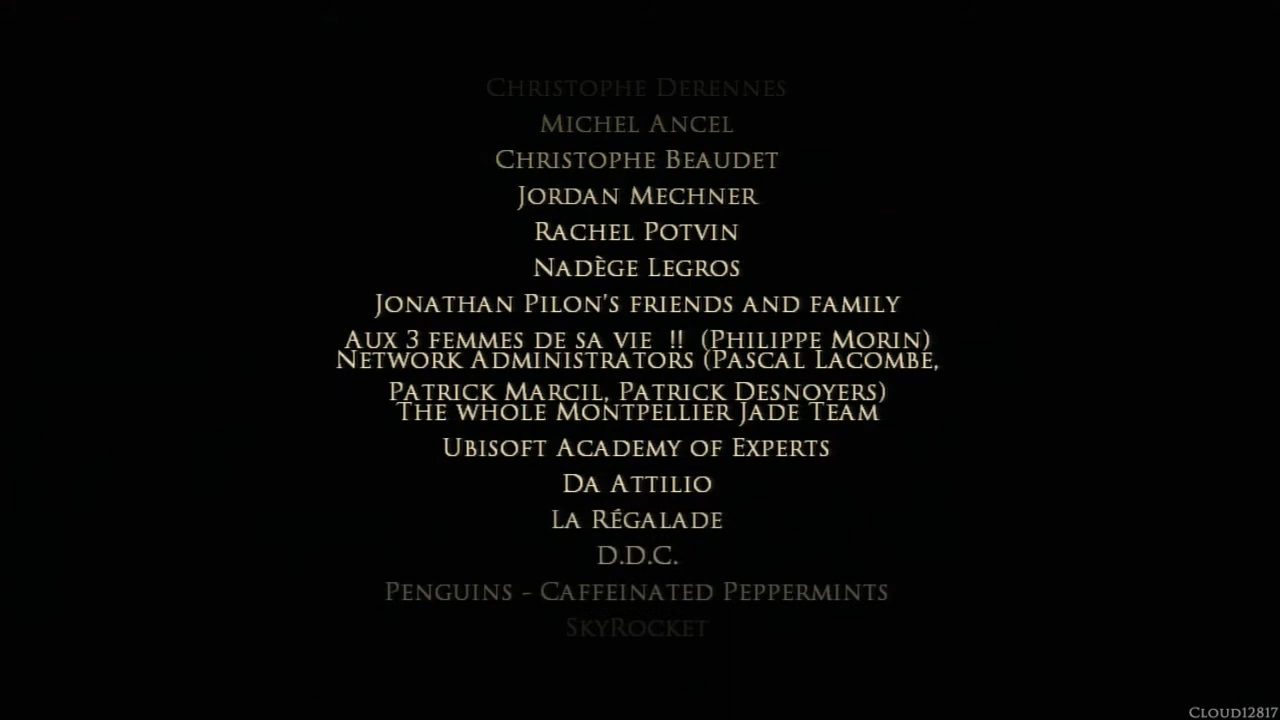 Christophe Derennes
Michel Ancel
Christophe Beaudet
Jordan Mechner
Rachel Potvin
Nadège Legros
Jonathan Pilon's friends and family
Aux 3 femmes de sa vie  !!  (Philippe Morin)
Network Administrators (Pascal Lacombe,
Patrick Marcil, Patrick Desnoyers)
The whole Montpellier Jade Team
Ubisoft Academy of Experts
Da Attilio
La Régalade
D.D.C.
Penguins - Caffeinated Peppermints
SkyRocket
Cloud12817